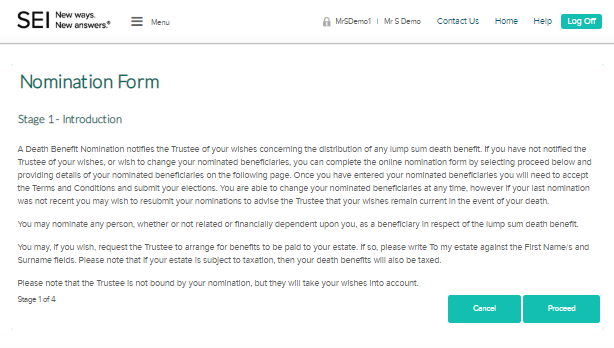 SEI New ways.
New answers.®
Menu
MrSDemo1 | Mr S Demo Contact Us Home Help Log Off
Nomination Form
Stage 1 - Introduction
A Death Benefit Nomination notifies the Trustee of your wishes concerning the distribution of any lump sum death benefit. If you have not notified the
Trustee of your wishes, or wish to change your nominated beneficiaries, you can complete the online nomination form by selecting proceed below and
providing details of your nominated beneficiaries on the following page. Once you have entered your nominated beneficiaries you will need to accept
the Terms and Conditions and submit your elections. You are able to change your nominated beneficiaries at any time, however if your last nomination
was not recent you may wish to resubmit your nominations to advise the Trustee that your wishes remain current in the event of your death.
You may nominate any person, whether or not related or financially dependent upon you, as a beneficiary in respect of the lump sum death benefit.
You may, if you wish, request the Trustee to arrange for benefits to be paid to your estate. If so, please write To my estate against the First Name/s and
Surname fields. Please note that if your estate is subject to taxation, then your death benefits will also be taxed.
Please note that the Trustee is not bound by your nomination, but they will take your wishes into account.
Stage 1 of 4
Cancel Proceed